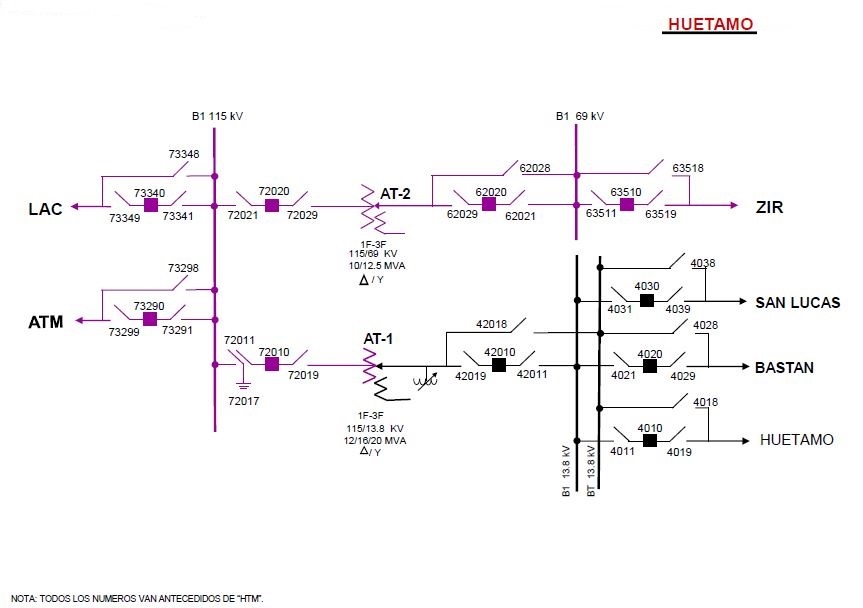 HUETAMO
B1 115 kV
B1 69 kV
73348
62028
63518
LAC
73340
72020
AT-2
62020
63510
ZIR
73349
73341
72021
72029
62029
62021
63511
63519
1F-3F
115/69 KV
10/12.5 MVA
Δ / Y
73298
4038
ATM
73290
4030
SAN LUCAS
73299
73291
4031
4039
72011
AT-1
42018
4028
72010
42010
4020
BASTAN
72019
42019
42011
4021
4029
72017
4018
1F-3F
115/13.8 KV
12/16/20 MVA
Δ / Y
4010
HUETAMO
4011
4019
B1 13.8 kV
BT 13.8 kV
NOTA: TODOS LOS NUMEROS VAN ANTECEDIDOS DE "HTM".